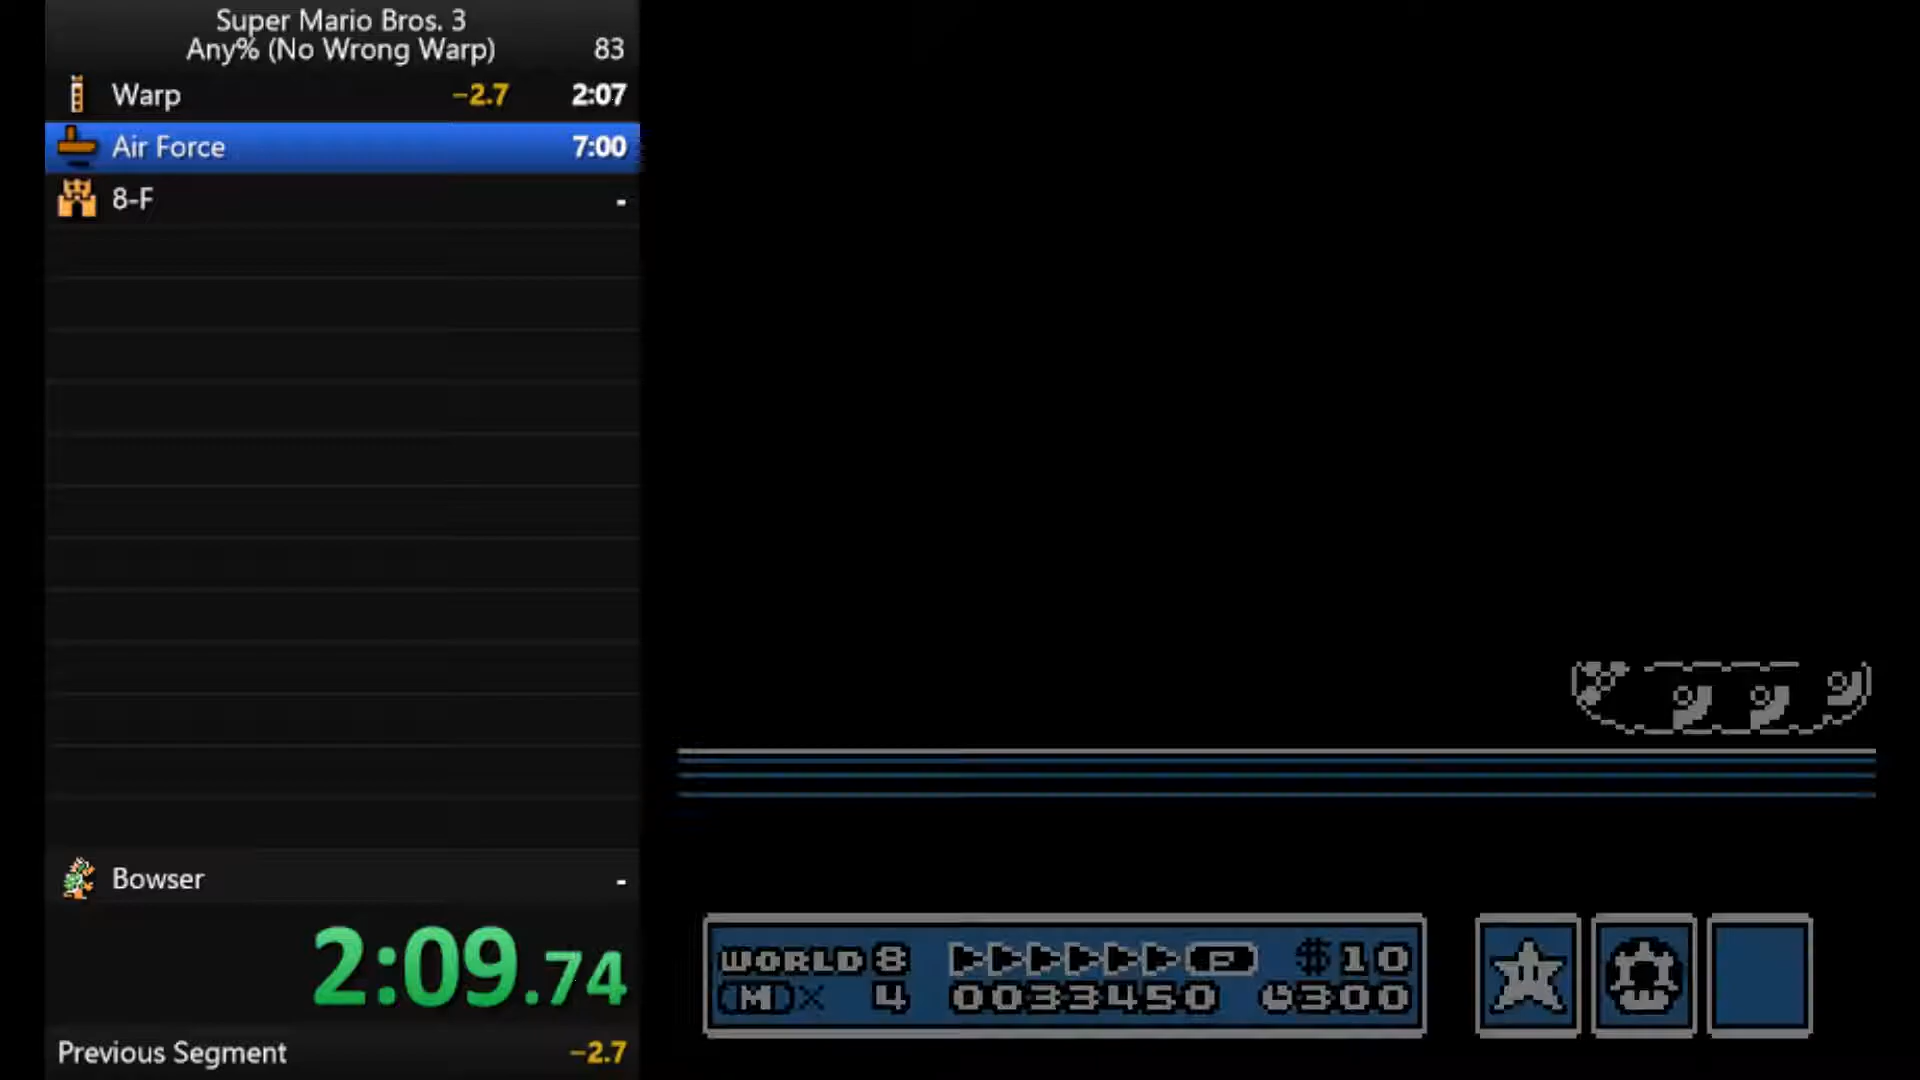 Super Mario Bros. 3
Any% (No Wrong Warp) 83
Warp −2.7 2:07
Air Force 7:00
8-F -
Bowser -
2:09.74
Previous Segment −2.7
WORLD 8 P #10
M× 4 0033450 300